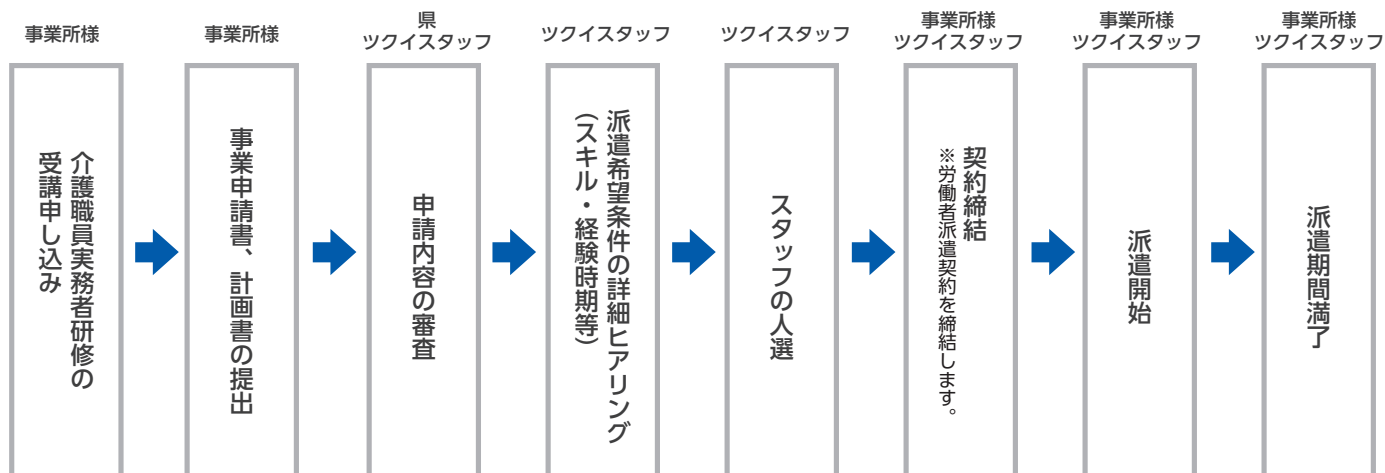 事業所様
介護職員実務者研修の
受講申し込み
事業所様
事業申請書、計画書の提出
県
ツクイスタッフ
申請内容の審査
ツクイスタッフ
派遣希望条件の詳細ヒアリング
(スキル・経験時期等)
ツクイスタッフ
スタッフの人選
事業所様
ツクイスタッフ
契約締結
※労働者派遣契約を締結します。
事業所様
ツクイスタッフ
派遣開始
事業所様
ツクイスタッフ
派遣期間満了